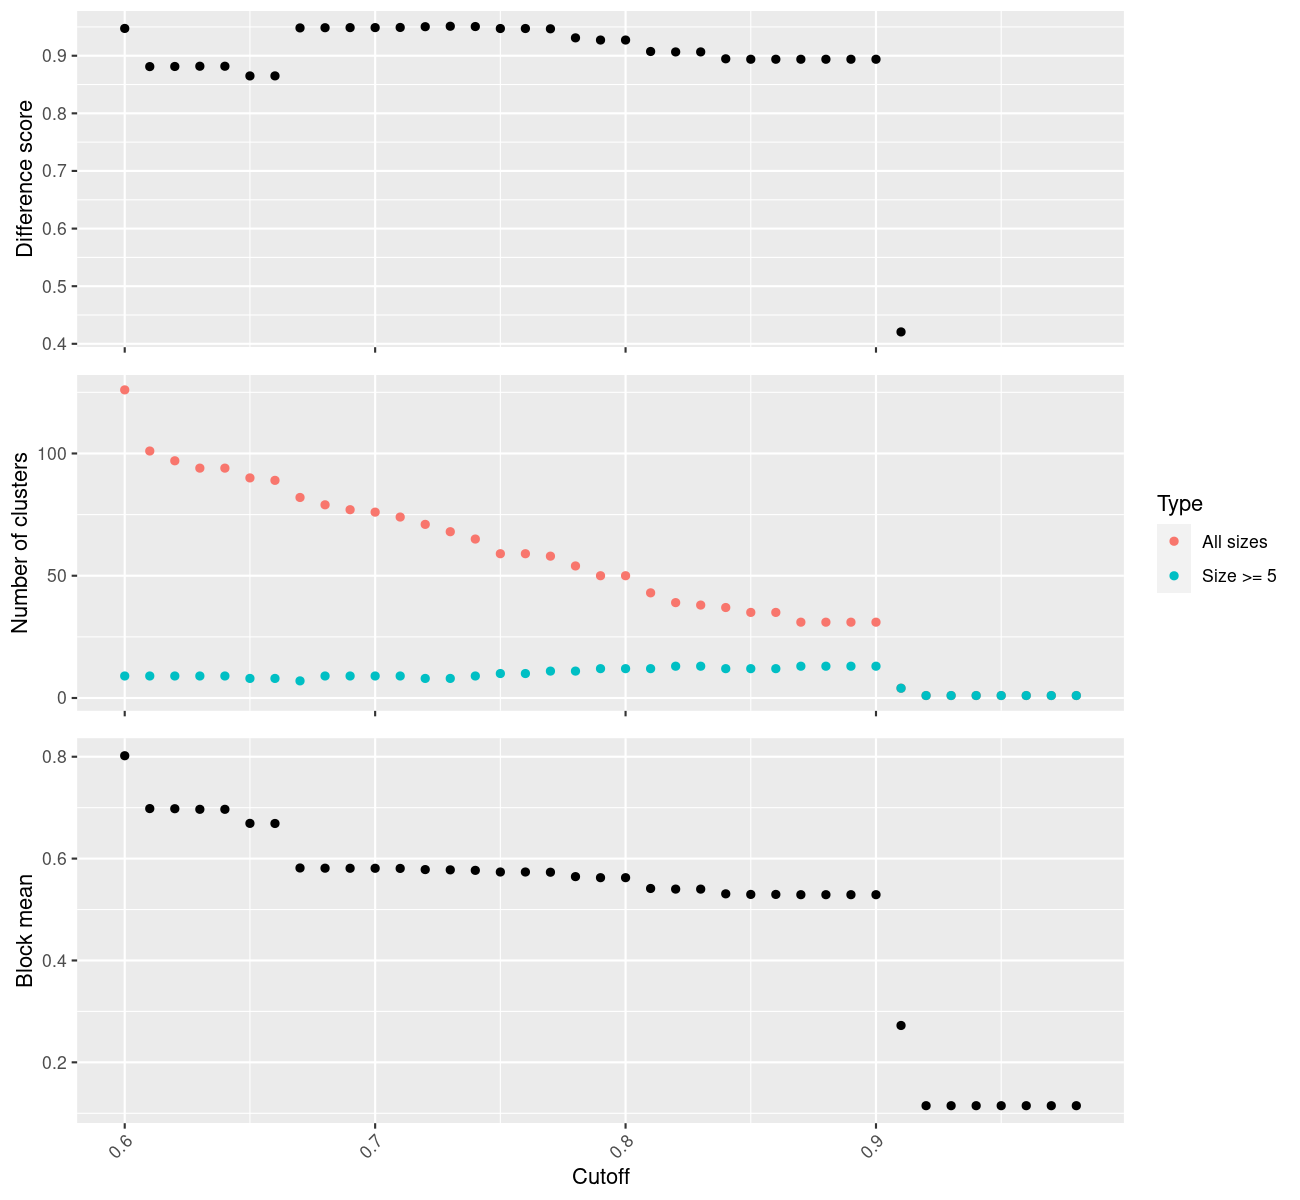 Difference score
0.9
0.8
0.7
0.6
0.5
0.4
Number of clusters
100
50
0
Type
All sizes
Size >= 5
Block mean
0.8
0.6
0.4
0.2
0.6 0.7 0.8 0.9
Cutoff